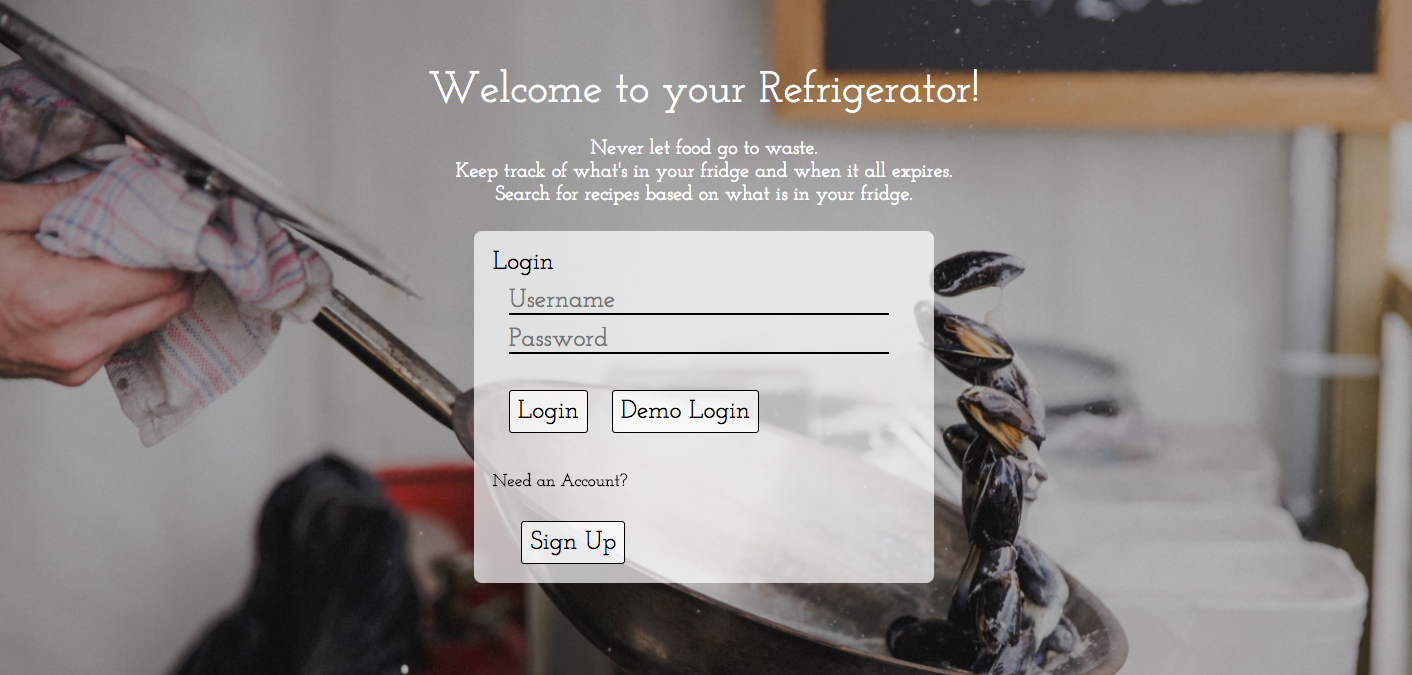 Welcome to your Refrigerator!
Never let food go to waste.
Keep track of what's in your fridge and when it all expires.
Search for recipes based on what is in your fridge.
Login
Username
Password
Login Demo Login
Need an Account?
Sign Up